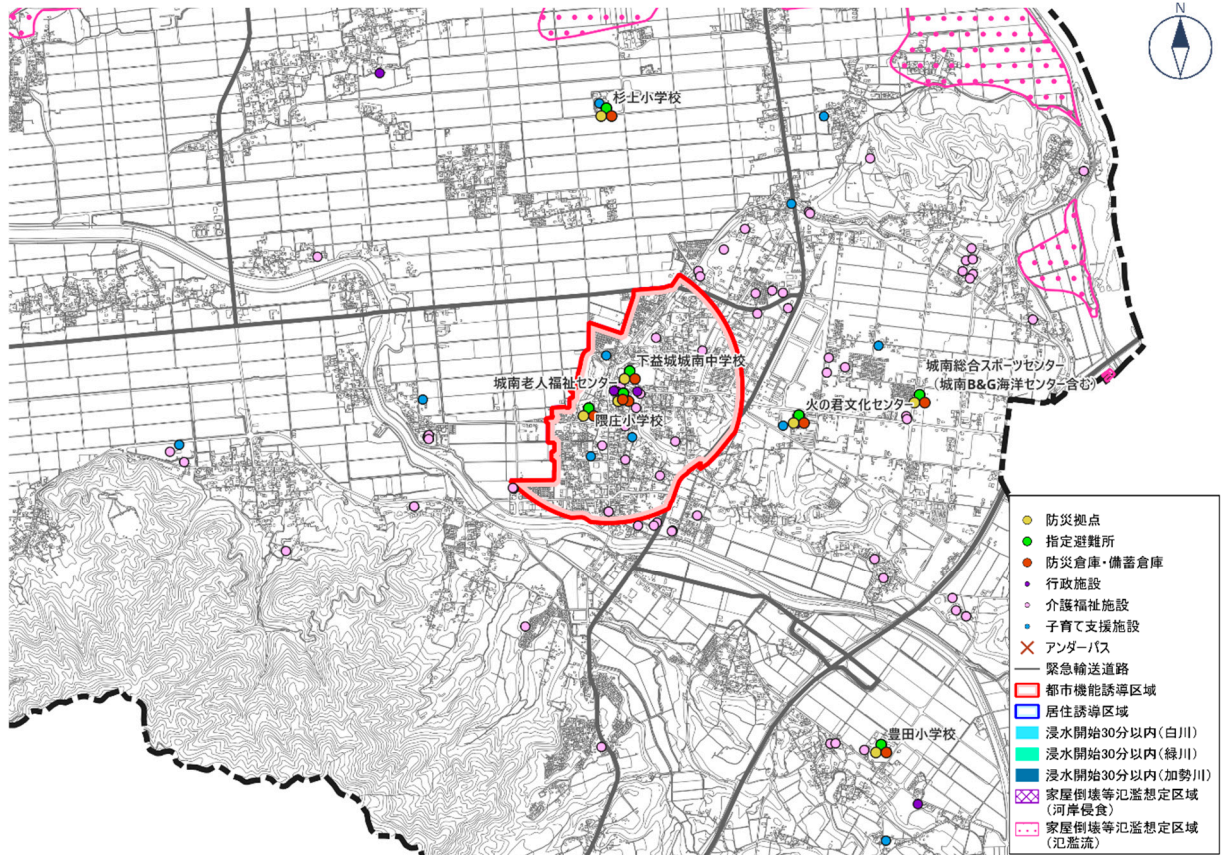 N
杉上小学校
下益城城南中学校
城南老人福祉センター
隈庄小学校
城南総合スポーツセンター
(城南B&G海洋センター含む)
火の君文化センター
豊田小学校
防災拠点
指定避難所
防災倉庫・備蓄倉庫
行政施設
介護福祉施設
子育て支援施設
アンダーパス
緊急輸送道路
都市機能誘導区域
居住誘導区域
浸水開始30分以内(白川)
浸水開始30分以内(緑川)
浸水開始30分以内(加勢川)
家屋倒壊等氾濫想定区域
(河岸侵食)
家屋倒壊等氾濫想定区域
(氾濫流)